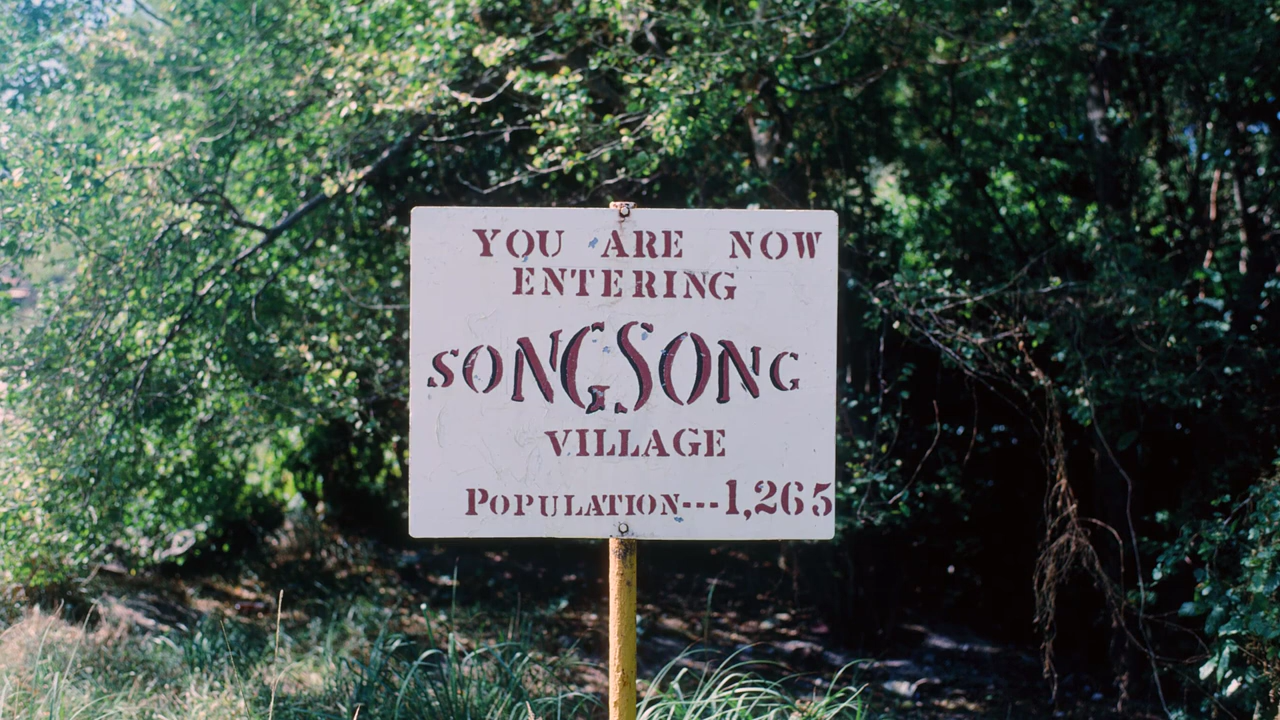 YOU ARE NOW
ENTERING
SONGSONG
VILLAGE
POPULATION---1,265